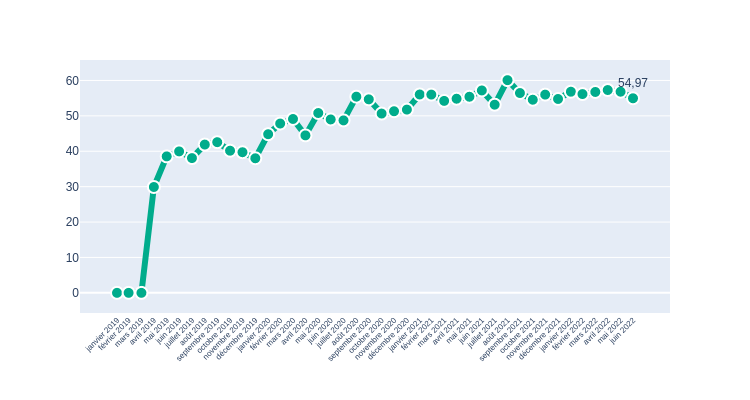 60
50
40
30
20
10
0
54,97
janvier 2019
février 2019
mars 2019
avril 2019
mai 2019
juin 2019
juillet 2019
août 2019
septembre 2019
octobre 2019
novembre 2019
décembre 2019
janvier 2020
février 2020
mars 2020
avril 2020
mai 2020
juin 2020
juillet 2020
août 2020
septembre 2020
octobre 2020
novembre 2020
décembre 2020
janvier 2021
février 2021
mars 2021
avril 2021
mai 2021
juin 2021
juillet 2021
août 2021
septembre 2021
octobre 2021
novembre 2021
décembre 2021
janvier 2022
février 2022
mars 2022
avril 2022
mai 2022
juin 2022